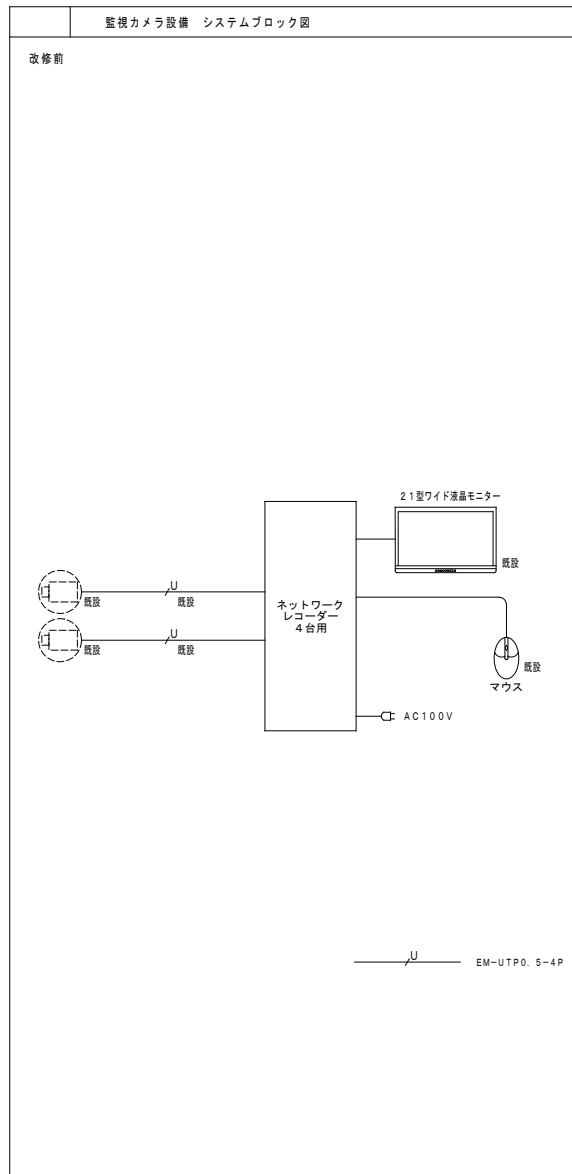 監視カメラ設備 システムブロック図
改修前
21型ワイド液晶モニター
既設
U
既設
既設
ネットワーク
レコーダー
4台用
U
既設
既設
既設
マウス
AC100V
U
EM-UTP0.5-4P